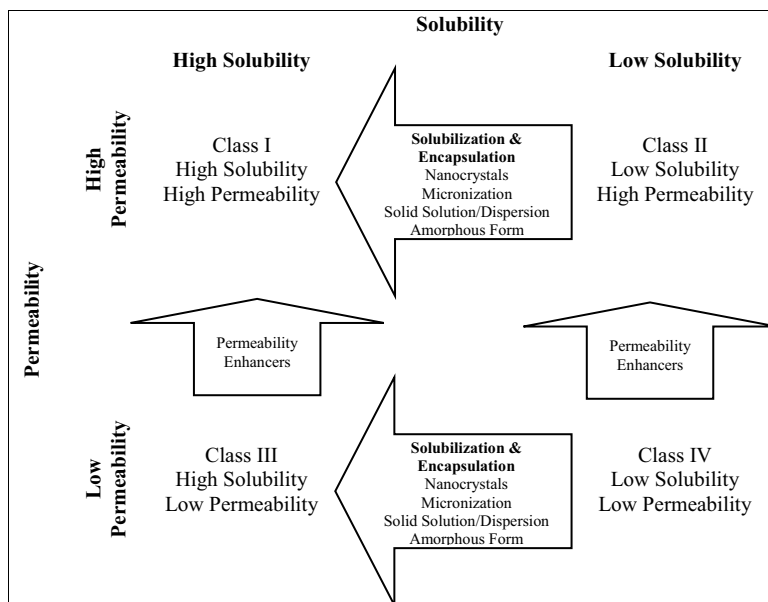 Solubility
High Solubility
Low Solubility
High
Permeability
Class I
High Solubility
High Permeability
Solubilization &
Encapsulation
Nanocrystals
Micronization
Solid Solution/Dispersion
Amorphous Form
Class II
Low Solubility
High Permeability
Permeability
Permeability
Enhancers
Permeability
Enhancers
Low
Permeability
Class III
High Solubility
Low Permeability
Solubilization &
Encapsulation
Nanocrystals
Micronization
Solid Solution/Dispersion
Amorphous Form
Class IV
Low Solubility
Low Permeability